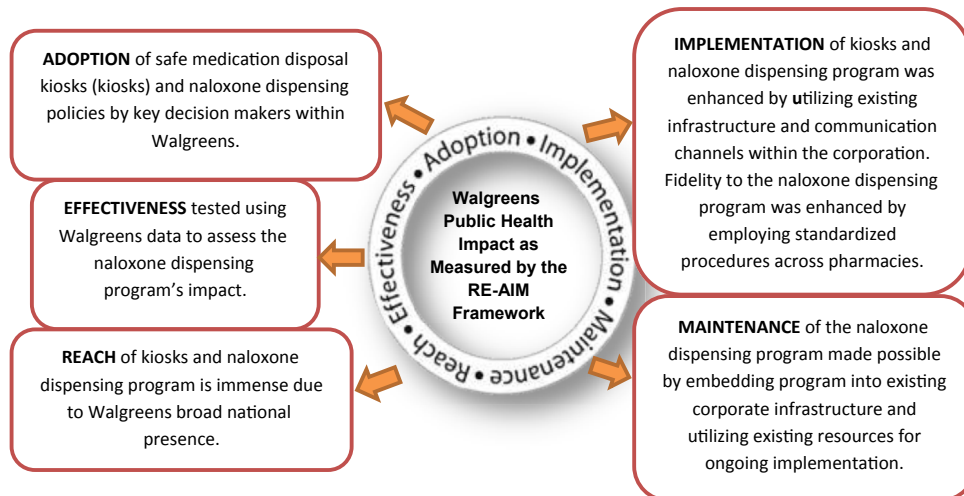 ADOPTION of safe medication disposal
kiosks (kiosks) and naloxone dispensing
policies by key decision makers within
Walgreens.
EFFECTIVENESS tested using
Walgreens data to assess the
naloxone dispensing
program’s impact.
REACH of kiosks and naloxone
dispensing program is immense due
to Walgreens broad national
presence.
Reach • Effectiveness • Adoption • Implementation • Maintenance •
Walgreens
Public Health
Impact as
Measured by the
RE-AIM
Framework
IMPLEMENTATION of kiosks and
naloxone dispensing program was
enhanced by utilizing existing
infrastructure and communication
channels within the corporation.
Fidelity to the naloxone dispensing
program was enhanced by
employing standardized
procedures across pharmacies.
MAINTENANCE of the naloxone
dispensing program made possible
by embedding program into existing
corporate infrastructure and
utilizing existing resources for
ongoing implementation.